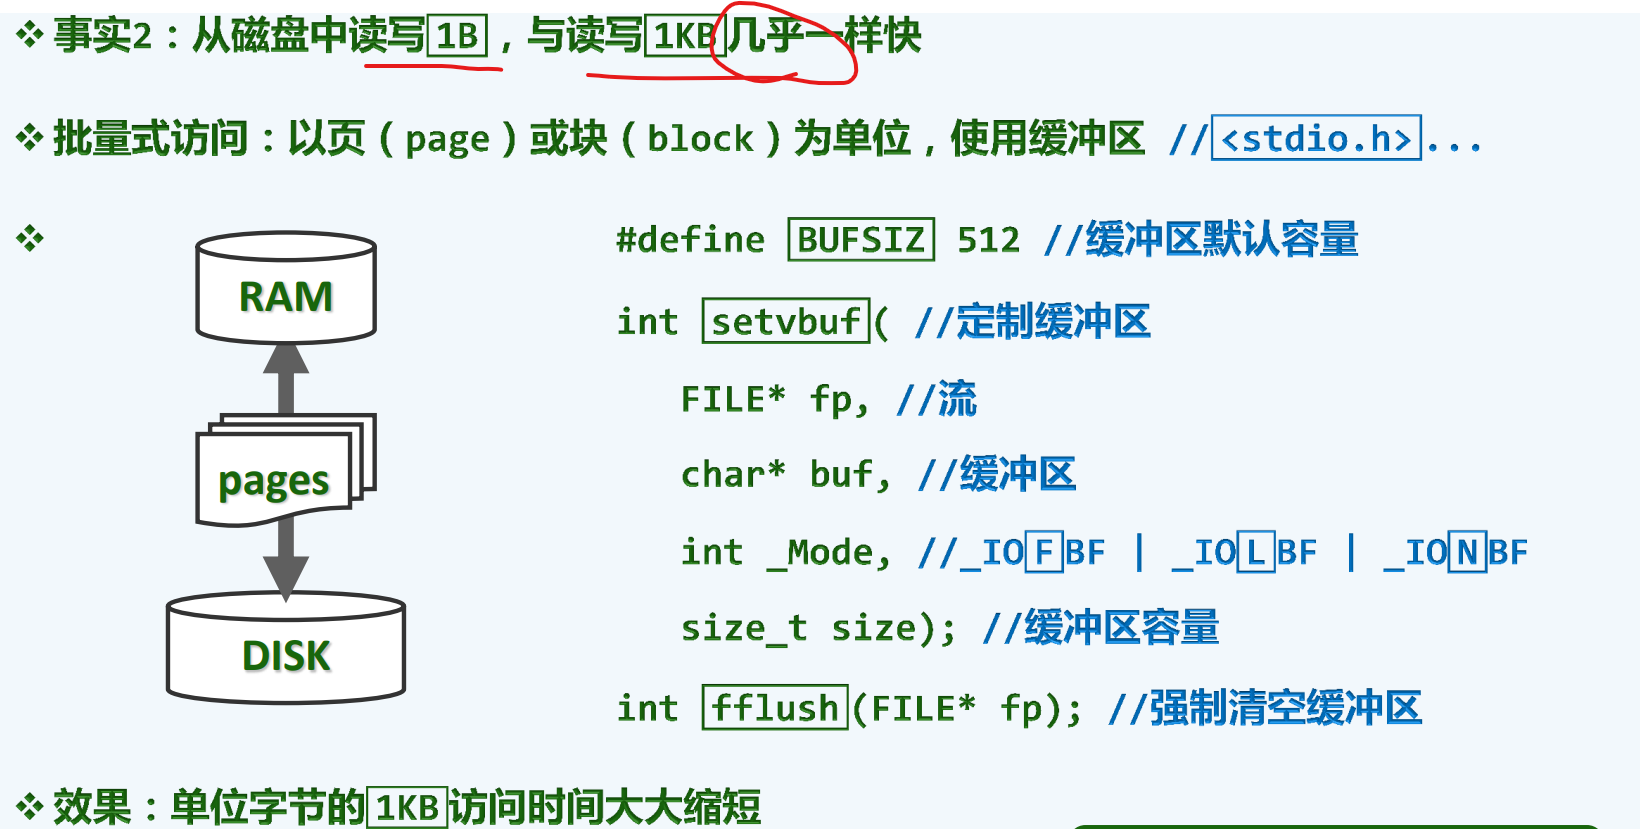 事实2：从磁盘中读写1B，与读写1KB几乎一样快
批量式访问：以页（page）或块（block）为单位，使用缓冲区 //<stdio.h>...
RAM
pages
DISK
#define BUFSIZ 512 //缓冲区默认容量
int setvbuf( //定制缓冲区
FILE* fp, //流
char* buf, //缓冲区
int _Mode, //_IOFBF | _IOLBF | _IONBF
size_t size); //缓冲区容量
int fflush(FILE* fp); //强制清空缓冲区
效果：单位字节的1KB访问时间大大缩短